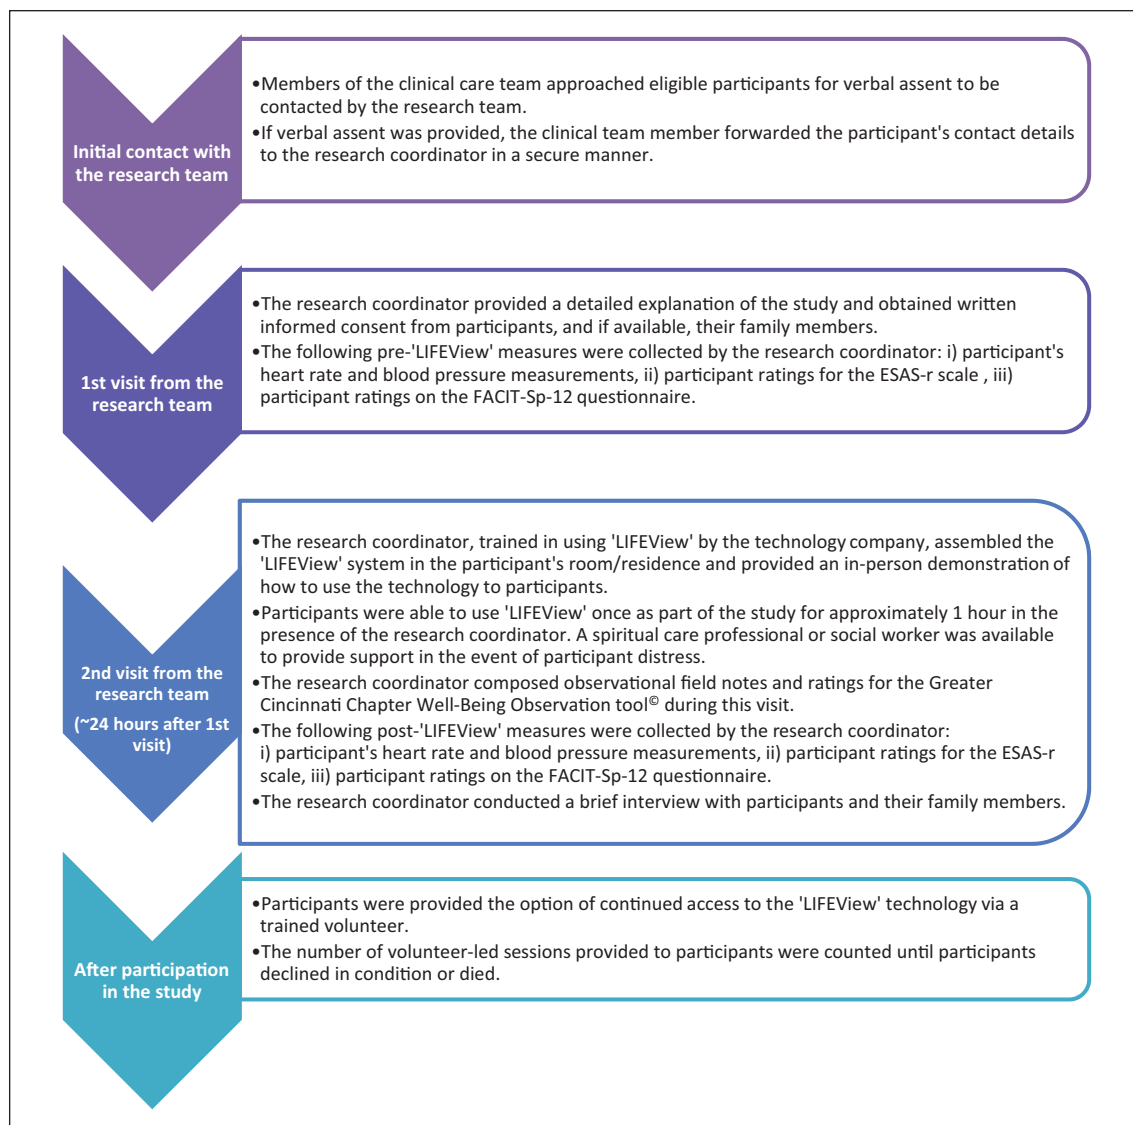 Initial contact with
the research team
•Members of the clinical care team approached eligible participants for verbal assent to be
contacted by the research team.
•If verbal assent was provided, the clinical team member forwarded the participant's contact details
to the research coordinator in a secure manner.
1st visit from the
research team
•The research coordinator provided a detailed explanation of the study and obtained written
informed consent from participants, and if available, their family members.
•The following pre-'LIFEView' measures were collected by the research coordinator: i) participant's
heart rate and blood pressure measurements, ii) participant ratings for the ESAS-r scale , iii)
participant ratings on the FACIT-Sp-12 questionnaire.
2nd visit from the
research team
(~24 hours after 1st
visit)
•The research coordinator, trained in using 'LIFEView' by the technology company, assembled the
'LIFEView' system in the participant's room/residence and provided an in-person demonstration of
how to use the technology to participants.
•Participants were able to use 'LIFEView' once as part of the study for approximately 1 hour in the
presence of the research coordinator. A spiritual care professional or social worker was available
to provide support in the event of participant distress.
•The research coordinator composed observational field notes and ratings for the Greater
Cincinnati Chapter Well-Being Observation tool© during this visit.
•The following post-'LIFEView' measures were collected by the research coordinator:
i) participant's heart rate and blood pressure measurements, ii) participant ratings for the ESAS-r
scale, iii) participant ratings on the FACIT-Sp-12 questionnaire.
•The research coordinator conducted a brief interview with participants and their family members.
After participation
in the study
•Participants were provided the option of continued access to the 'LIFEView' technology via a
trained volunteer.
•The number of volunteer-led sessions provided to participants were counted until participants
declined in condition or died.